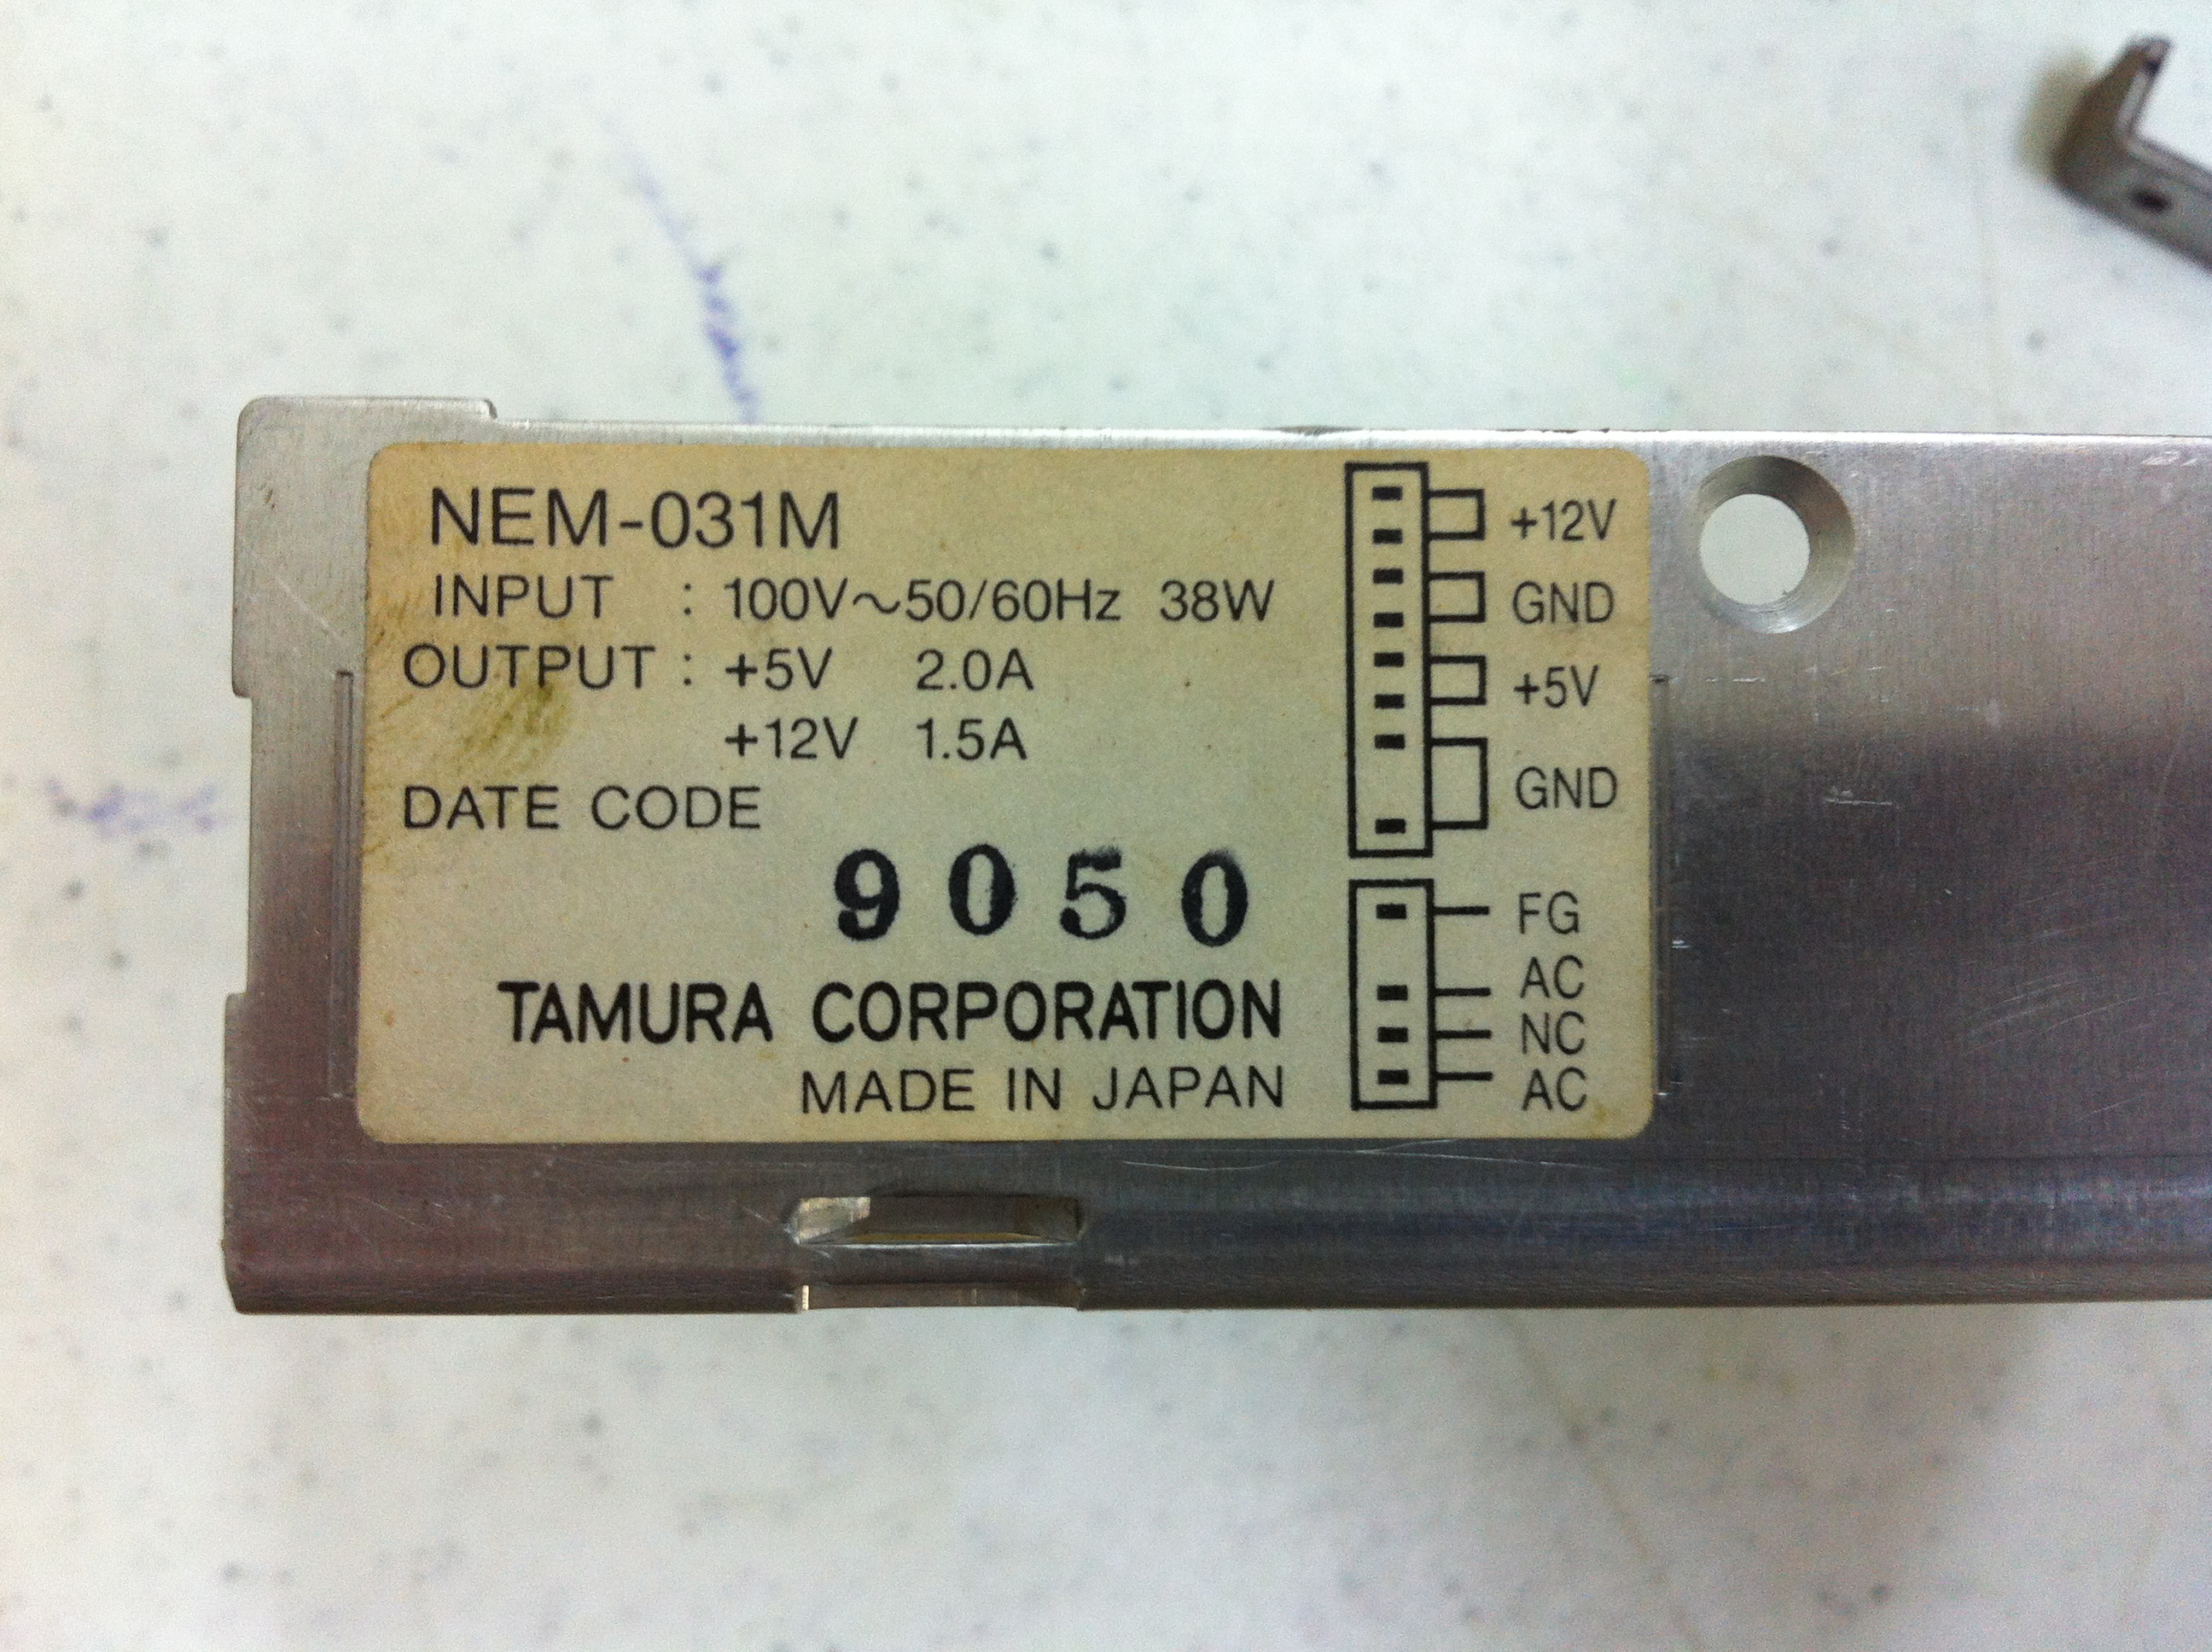 NEM-031M
INPUT : 100V～50/60Hz 38W
OUTPUT : +5V 2.0A
+12V 1.5A
DATE CODE
9050
TAMURA CORPORATION
MADE IN JAPAN
+12V
GND
+5V
GND
FG
AC
NC
AC